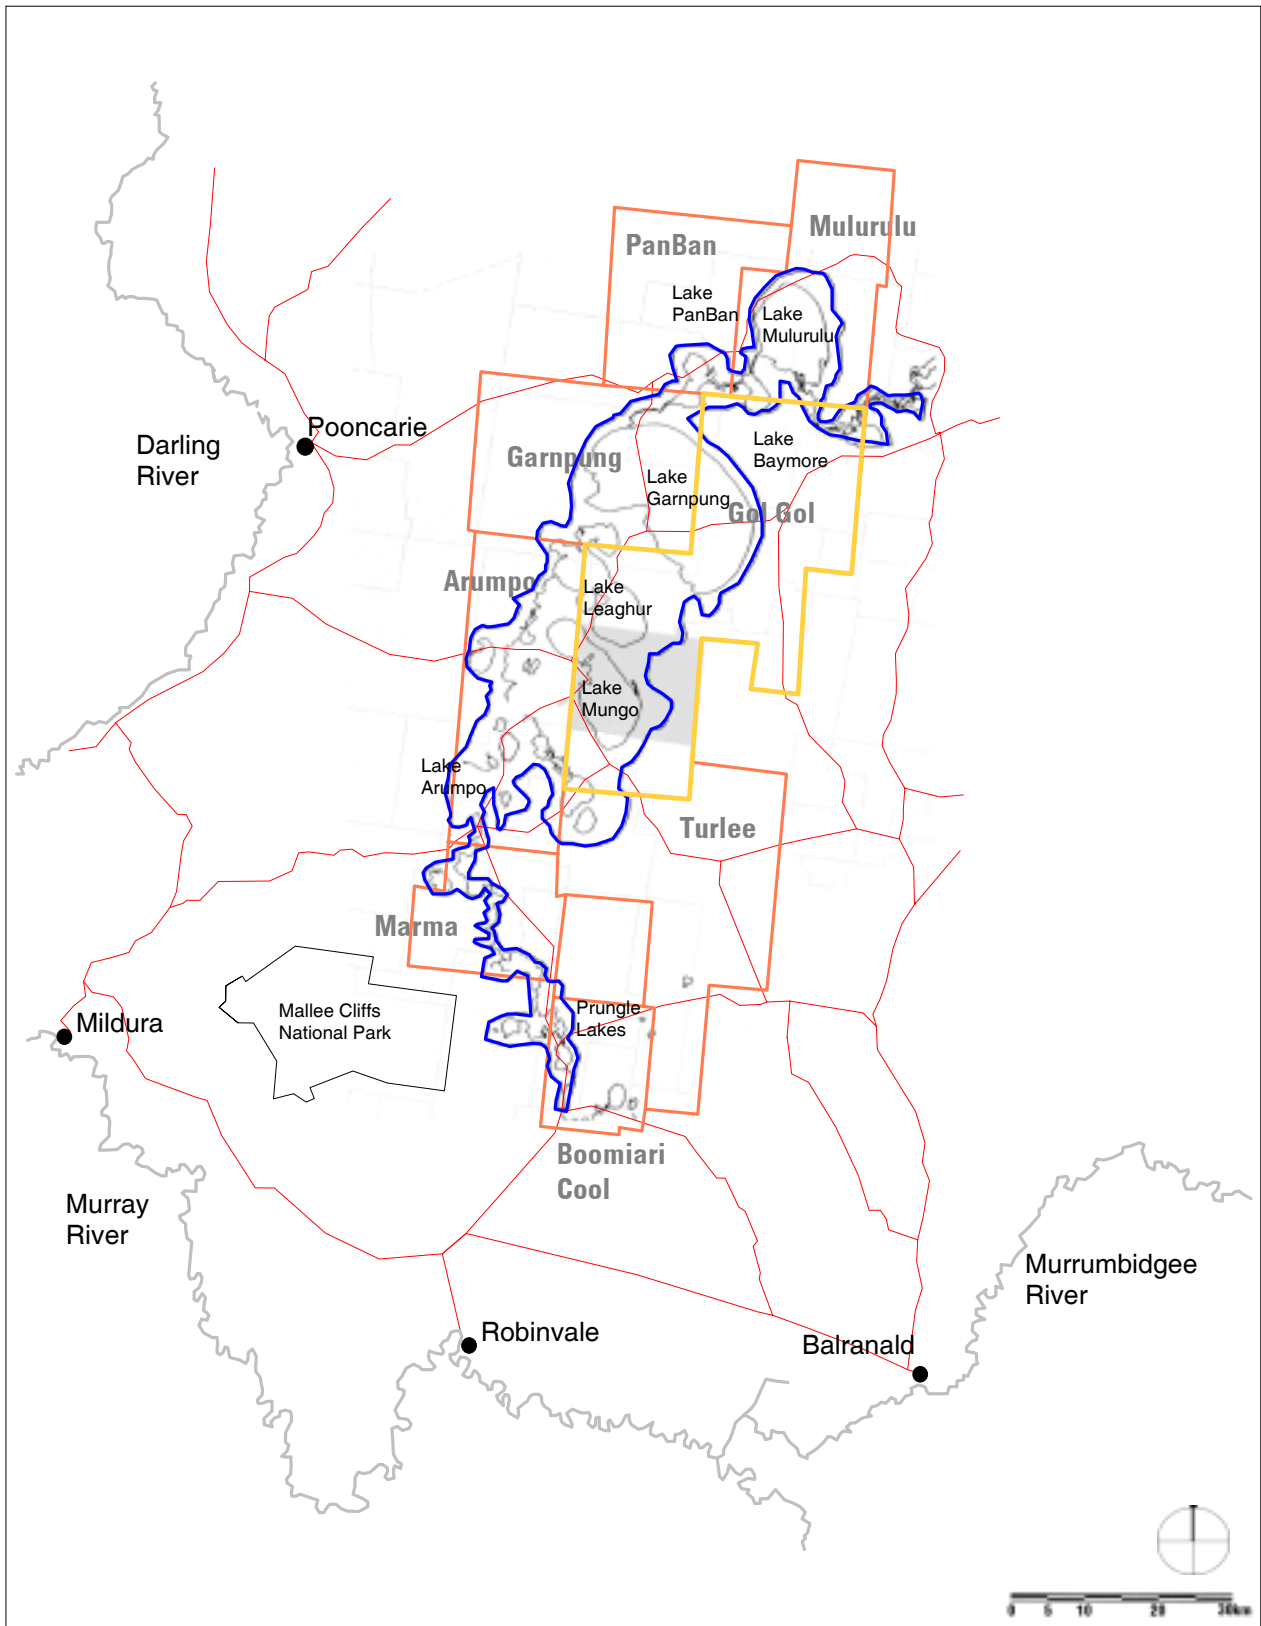 Mulurulu
PanBan
Lake
PanBan
Lake
Mulurulu
Pooncarie
Darling
River
Lake
Baymore
Garnpung
Lake
Garnpung
Gol Gol
Arumpo
Lake
Leaghur
Lake
Mungo
Lake
Arumpo
Turlee
Marma
Mallee Cliffs
National Park
Prungle
Lakes
Mildura
Boomiari
Cool
Murray
River
Murrumbidgee
River
Robinvale
Balranald
0 5 10 20 30km